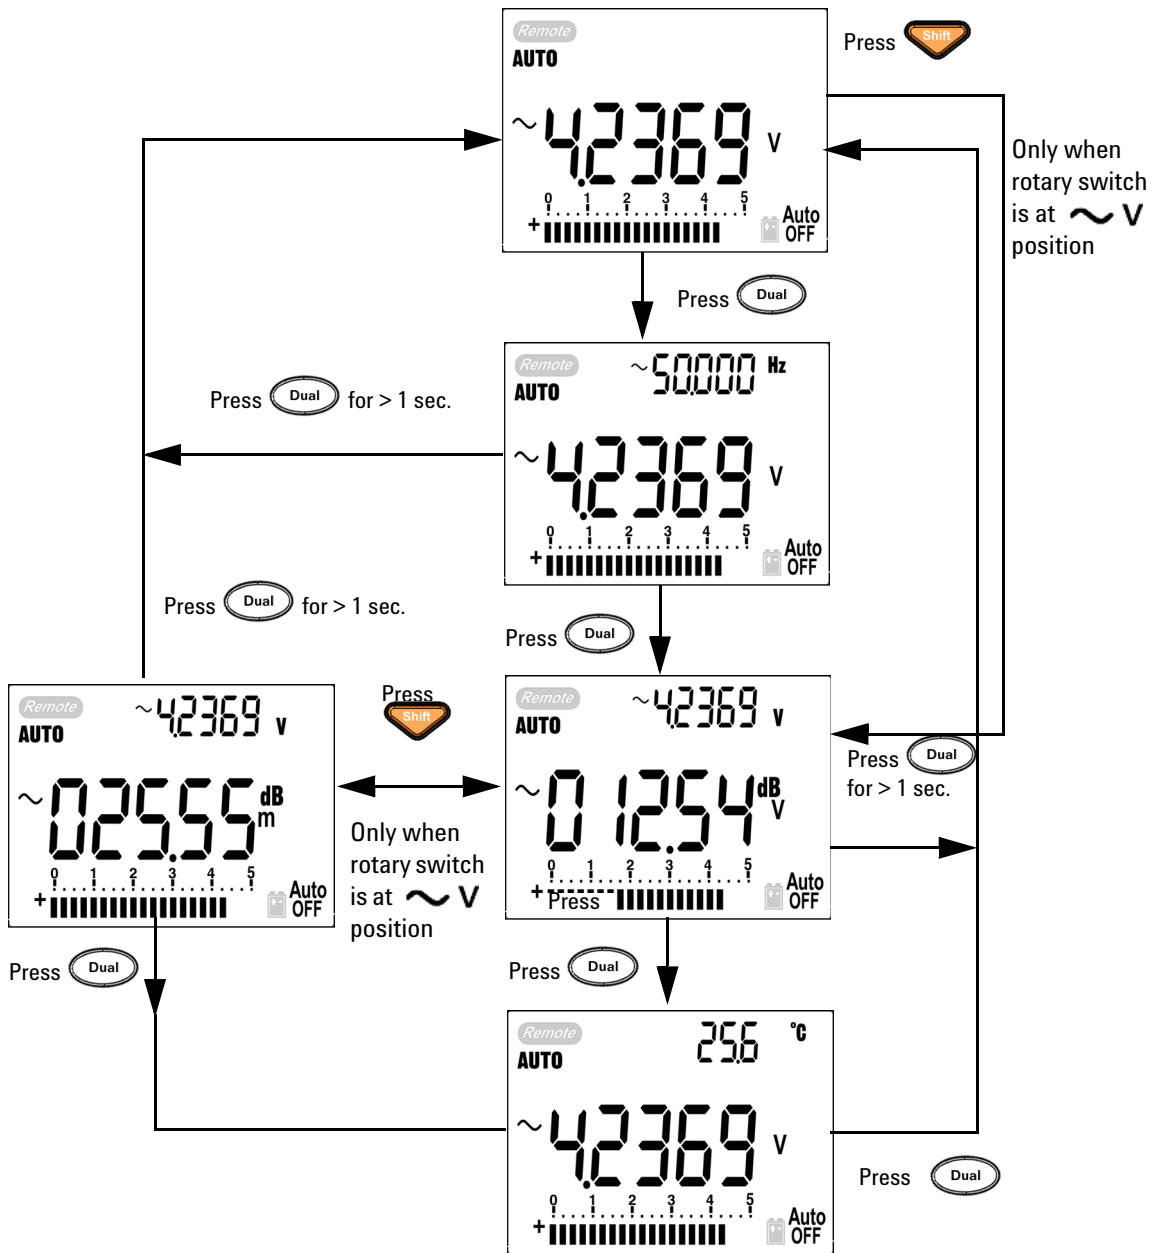 Remote
AUTO
~ 4.2369 V
0 1 2 3 4 5
+
Auto
OFF
Press Shift
Only when
rotary switch
is at ~ V
position
Press Dual
Remote
~ 50.000 Hz
AUTO
~ 4.2369 V
0 1 2 3 4 5
+
Auto
OFF
Press Dual for > 1 sec.
Press Dual for > 1 sec.
Press Dual
Remote
~ 4.2369 V
AUTO
~ 025.55 dB
m
0 1 2 3 4 5
+
Auto
OFF
Press
Shift
Only when
rotary switch
is at ~ V
position
Remote
~ 4.2369 V
AUTO
~ 012.54 dB
V
0 1 2 3 4 5
+ Press
Auto
OFF
Press Dual
for > 1 sec.
Press Dual
Press Dual
Remote
25.6 °C
AUTO
~ 4.2369 V
0 1 2 3 4 5
+
Auto
OFF
Press Dual